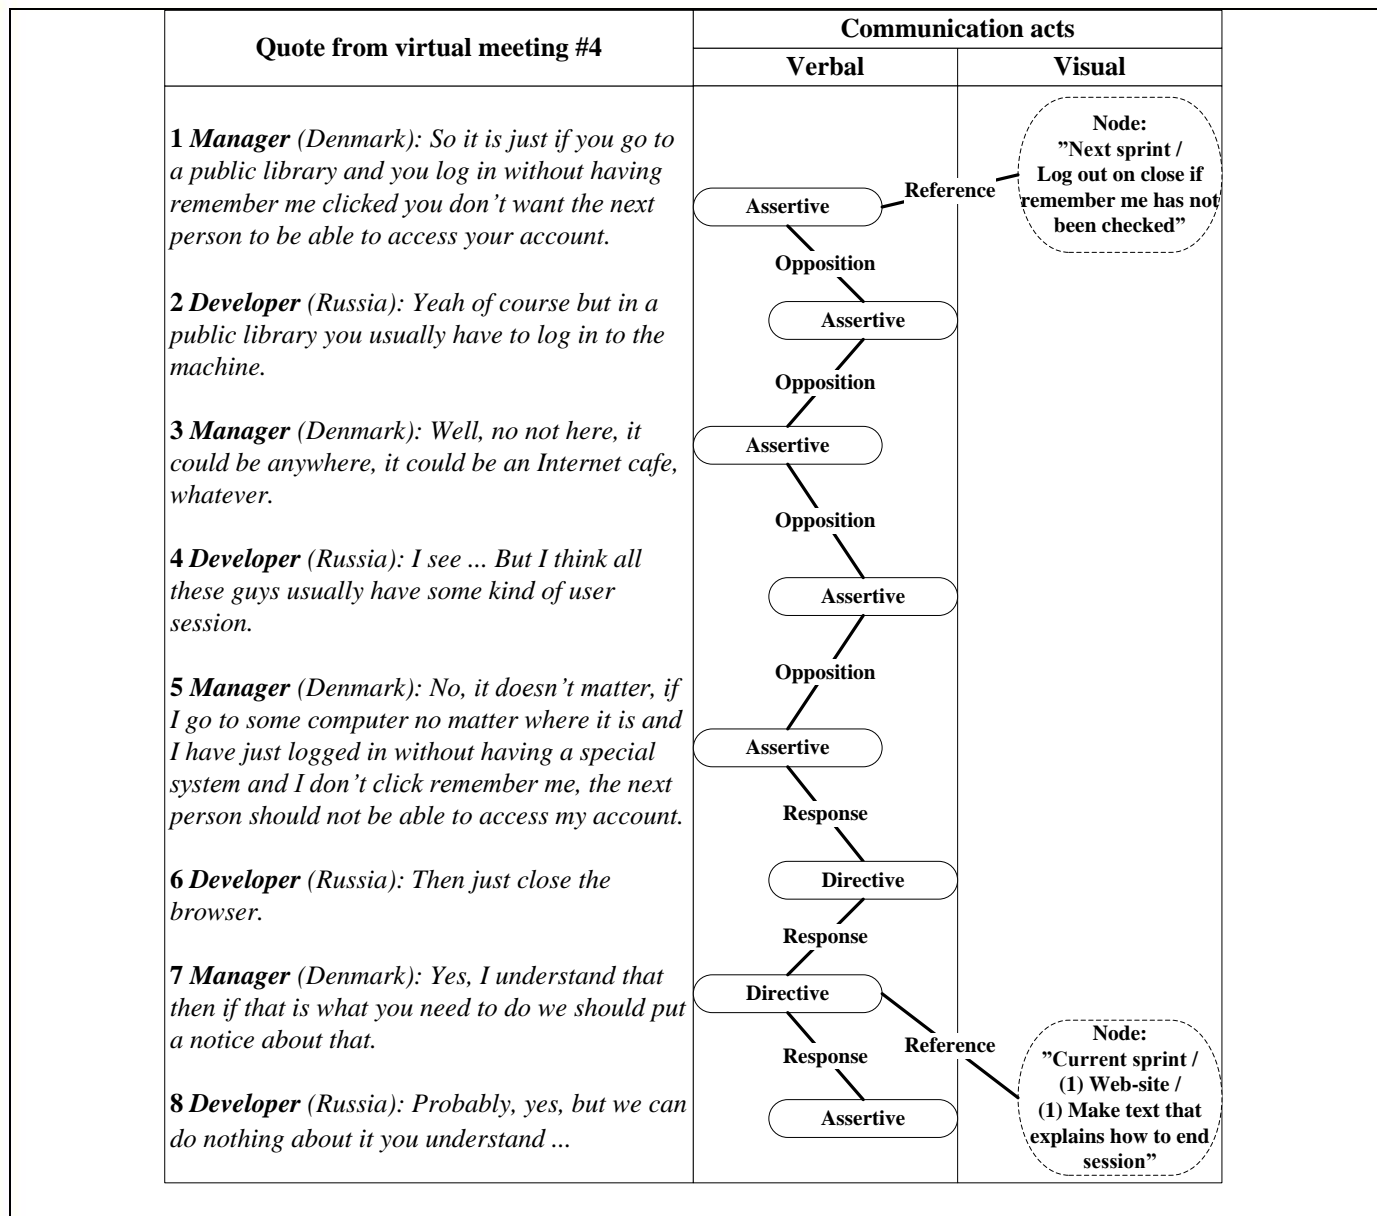 Quote from virtual meeting #4
Communication acts
Verbal
Visual
1 Manager (Denmark): So it is just if you go to
a public library and you log in without having
remember me clicked you don’t want the next
person to be able to access your account.
Assertive
Reference
Node:
”Next sprint /
Log out on close if
remember me has not
been checked”
Opposition
2 Developer (Russia): Yeah of course but in a
public library you usually have to log in to the
machine.
Assertive
Opposition
3 Manager (Denmark): Well, no not here, it
could be anywhere, it could be an Internet cafe,
whatever.
Assertive
Opposition
4 Developer (Russia): I see ... But I think all
these guys usually have some kind of user
session.
Assertive
Opposition
5 Manager (Denmark): No, it doesn’t matter, if
I go to some computer no matter where it is and
I have just logged in without having a special
system and I don’t click remember me, the next
person should not be able to access my account.
Assertive
Response
6 Developer (Russia): Then just close the
browser.
Directive
Response
7 Manager (Denmark): Yes, I understand that
then if that is what you need to do we should put
a notice about that.
Directive
Response
Reference
Node:
”Current sprint /
(1) Web-site /
(1) Make text that
explains how to end
session”
8 Developer (Russia): Probably, yes, but we can
do nothing about it you understand ...
Assertive